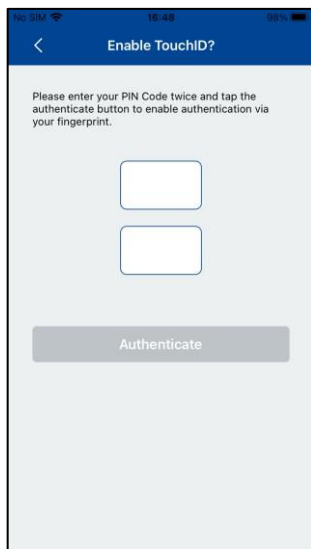 No SIM 16:48 98%
Enable TouchID?
Please enter your PIN Code twice and tap the
authenticate button to enable authentication via
your fingerprint.
Authenticate